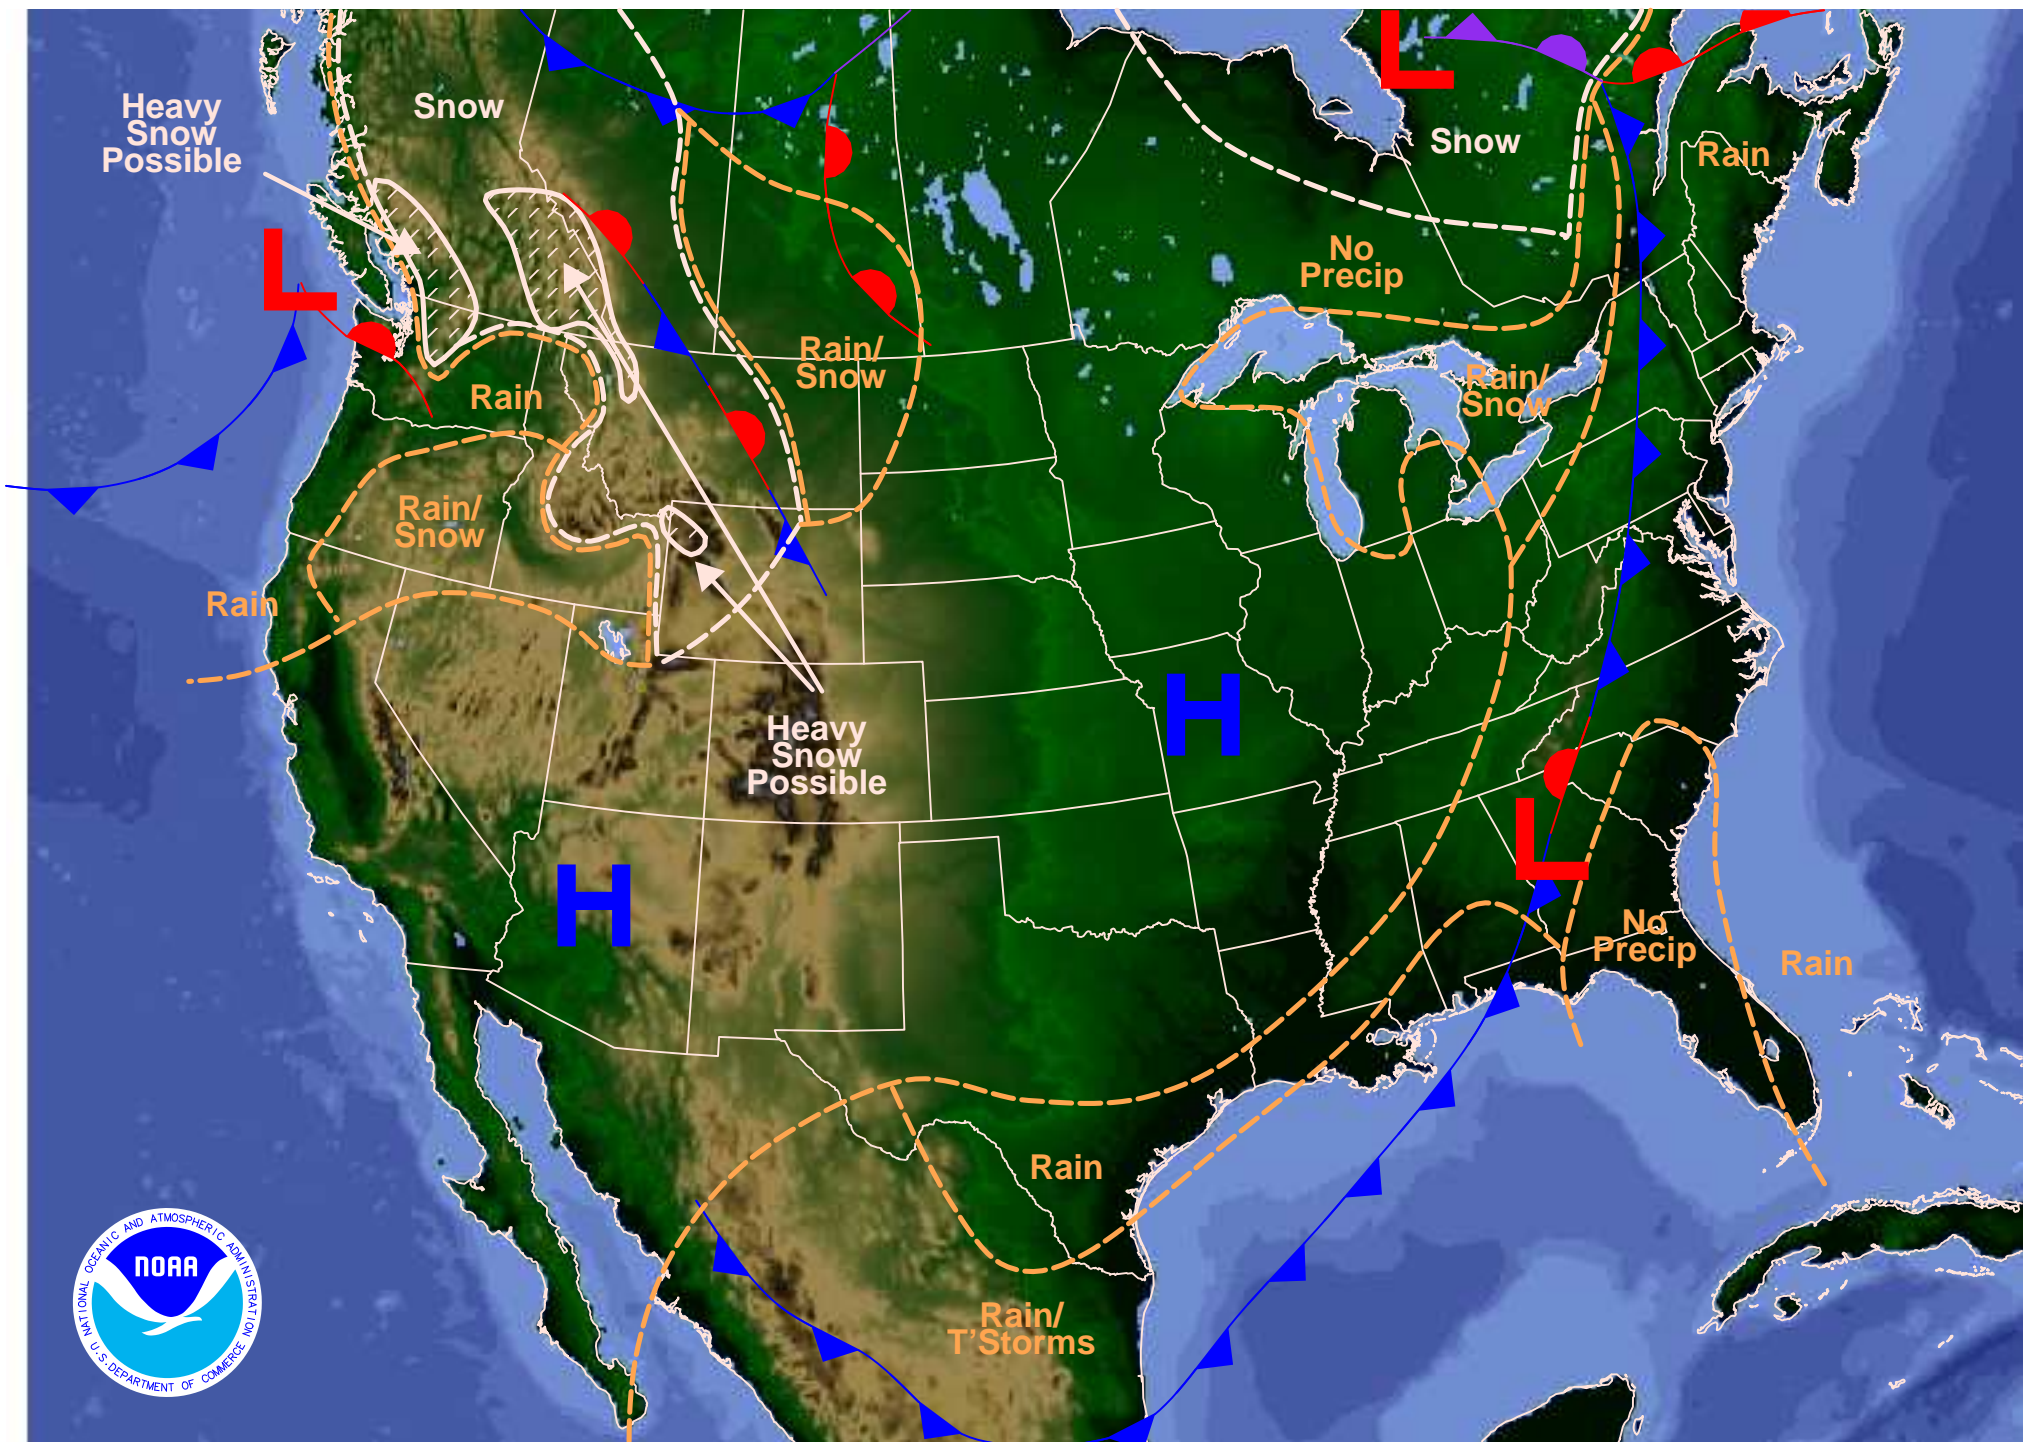 L
Heavy
Snow
Possible
Snow
Snow
Rain
L
No
Precip
Rain/
Snow
Rain/
Snow
Rain
Rain/
Snow
Rain
H
Heavy
Snow
Possible
L
H
No
Precip
Rain
Rain
Rain/
T'Storms
NATIONAL OCEANIC AND ATMOSPHERIC ADMINISTRATION
NOAA
U.S. DEPARTMENT OF COMMERCE